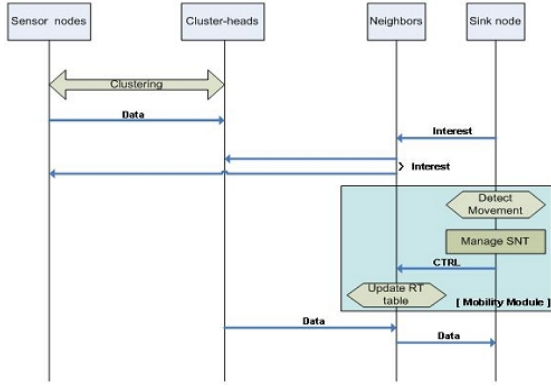 Sensor nodes
Cluster-heads
Neighbors
Sink node
Clustering
Data
Interest
Interest
Detect
Movement
Manage SNT
CTRL
Update RT
table
[ Mobility Module ]
Data
Data